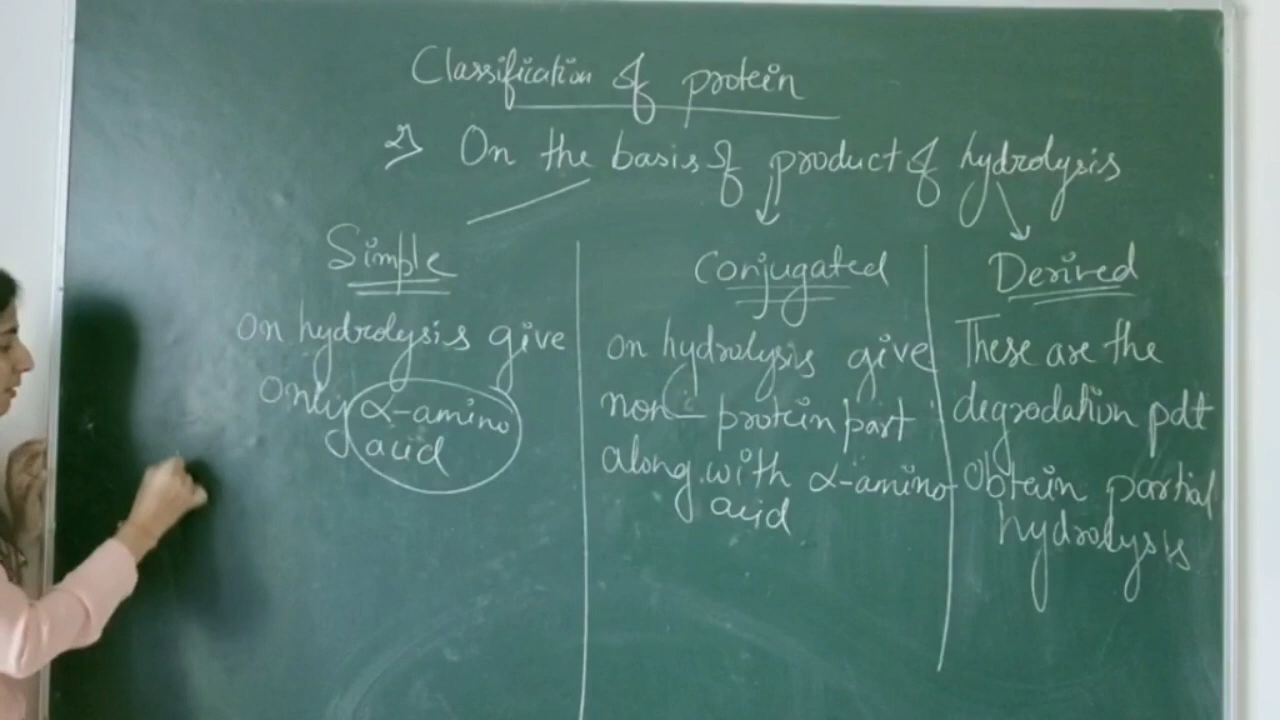 Classification of protein
2) On the basis of product of hydrolysis
Simple
on hydrolysis give
only α-amino
acid
Conjugated
on hydrolysis give
non-protein part
along with α-amino
acid
Derived
These are the
degradation pdt
Obtain partial
hydrolysis